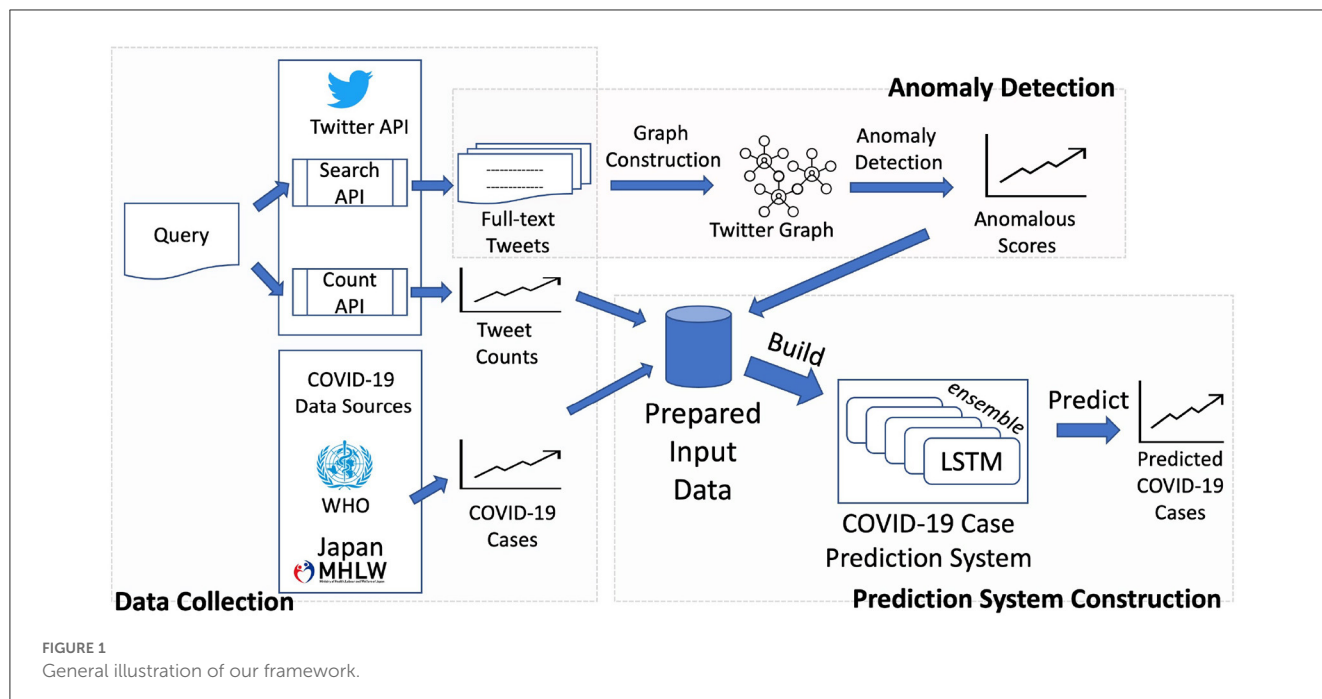 Anomaly Detection
Twitter API
Search
API
Graph
Construction
Anomaly
Detection
Query
Full-text
Tweets
Twitter Graph
Anomalous
Scores
Count
API
Tweet
Counts
COVID-19
Data Sources
WHO
Japan
MHLW
COVID-19
Cases
Prepared
Input
Data
Build
ensemble
LSTM
COVID-19 Case
Prediction System
Predict
Predicted
COVID-19
Cases
Data Collection
Prediction System Construction
FIGURE 1
General illustration of our framework.